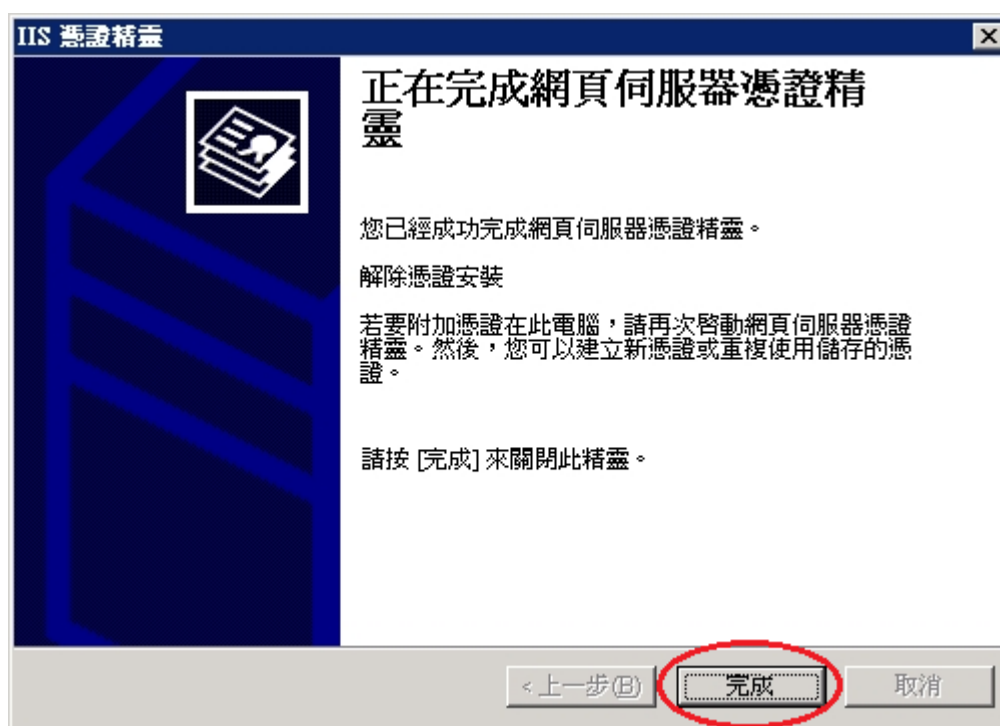 IIS 憑證精靈
正在完成網頁伺服器憑證精
靈
您已經成功完成網頁伺服器憑證精靈。
解除憑證安裝
若要附加憑證在此電腦，請再次啓動網頁伺服器憑證
精靈。然後，您可以建立新憑證或重複使用儲存的憑
證。
請按 [完成] 來關閉此精靈。
< 上一步(B)
完成
取消